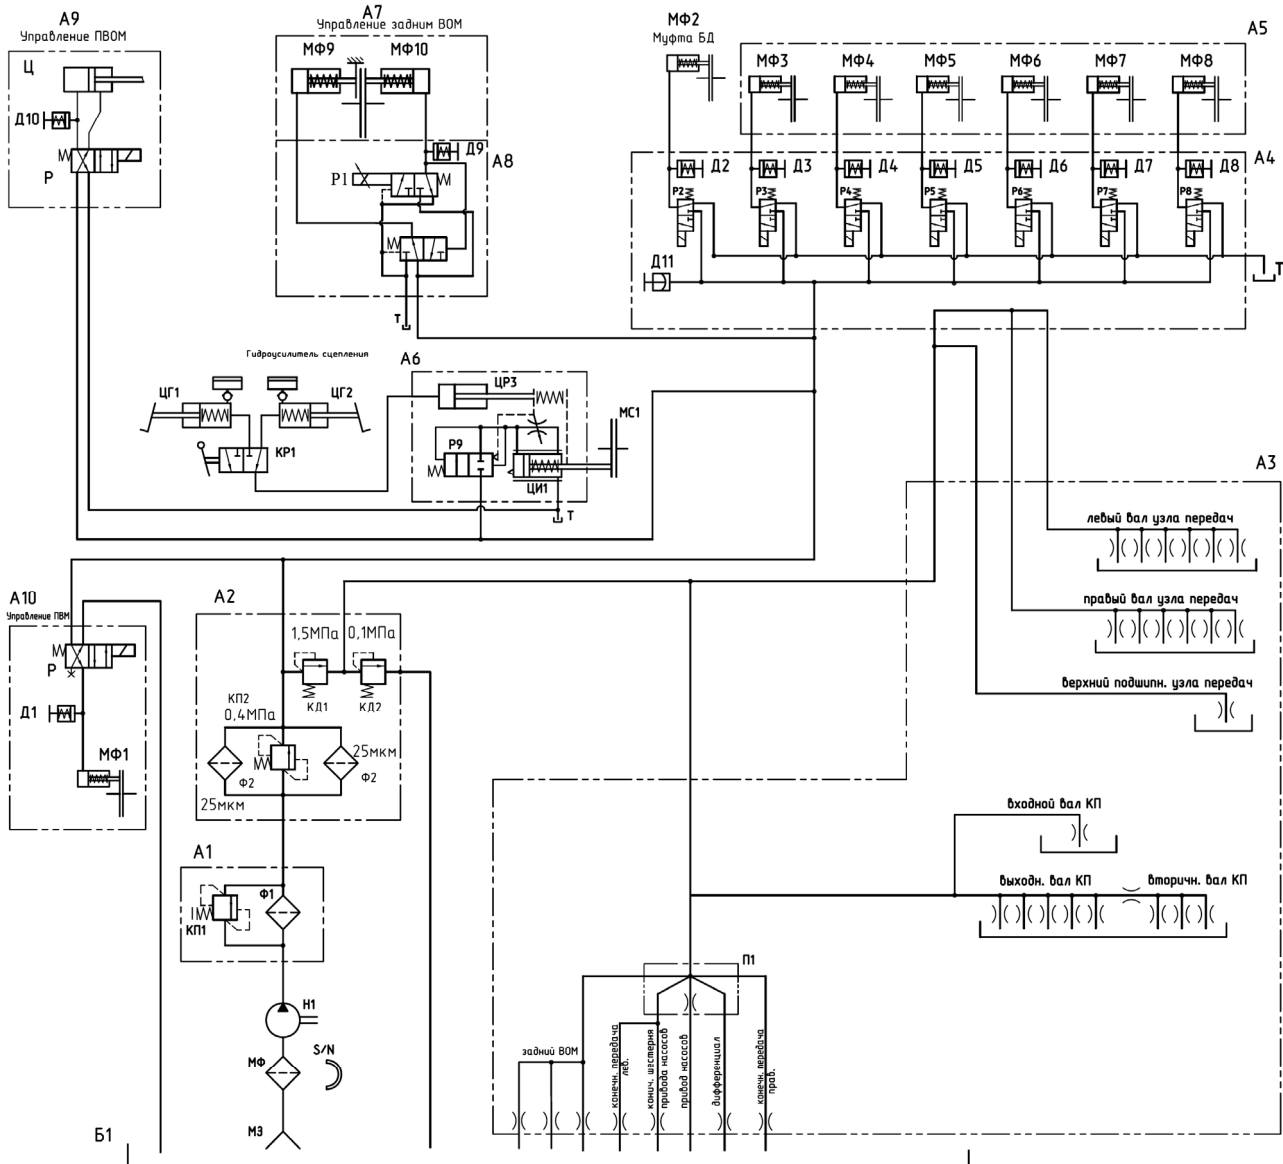 А9
Управление ПВОМ
Ц
Д10
Р
А7
Управление задним ВОМ
МФ9
МФ10
Д9
А8
Р1
Т
МФ2
Муфта БД
А5
МФ3
МФ4
МФ5
МФ6
МФ7
МФ8
А4
Д2
Д3
Д4
Д5
Д6
Д7
Д8
Р2
Р3
Р4
Р5
Р6
Р7
Р8
Д11
Т
Гидроусилитель сцепления
ЦГ1
ЦГ2
КР1
А6
ЦР3
МС1
Р9
ЦИ1
Т
А3
левый вал узла передач
правый вал узла передач
верхний подшипн. узла передач
входной вал КП
выходн. вал КП
вторичн. вал КП
А10
Управление ПВМ
Р
Д1
МФ1
А2
1,5МПа
0,1МПа
КД1
КД2
КП2
0,4МПа
25мкм
Ф2
Ф2
25мкм
А1
Ф1
КП1
Н1
МФ
S/N
МЗ
Б1
П1
задний ВОМ
конечн. передача
лев.
конич. шестерня
привода насосов
привод насосов
дифференциал
конечн. передача
прав.